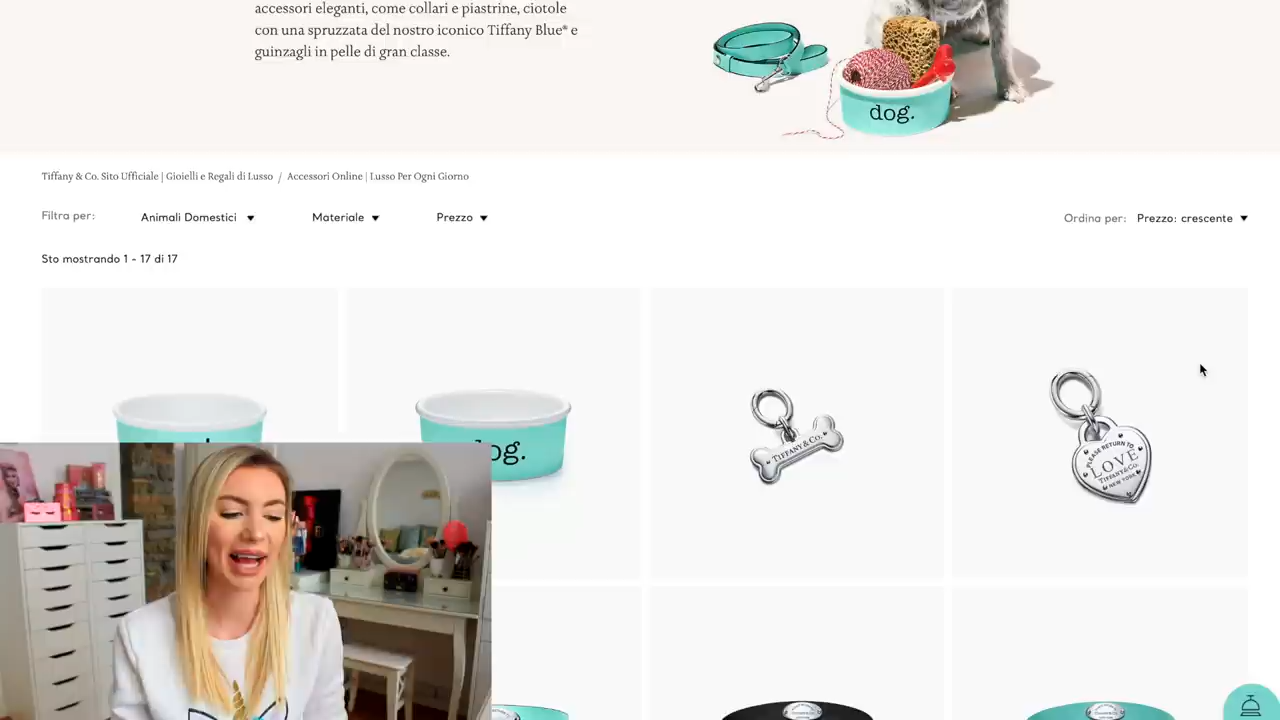 accessori eleganti, come collari e piastrine, ciotole
con una spruzzata del nostro iconico Tiffany Blue® e
guinzagli in pelle di gran classe.
dog.
Tiffany & Co. Sito Ufficiale | Gioielli e Regali di Lusso / Accessori Online | Lusso Per Ogni Giorno
Filtra per: Animali Domestici Materiale Prezzo Ordina per: Prezzo: crescente
Sto mostrando 1 - 17 di 17
TIFFANY & CO.
PLEASE RETURN TO
LOVE
TIFFANY & CO.
NEW YORK